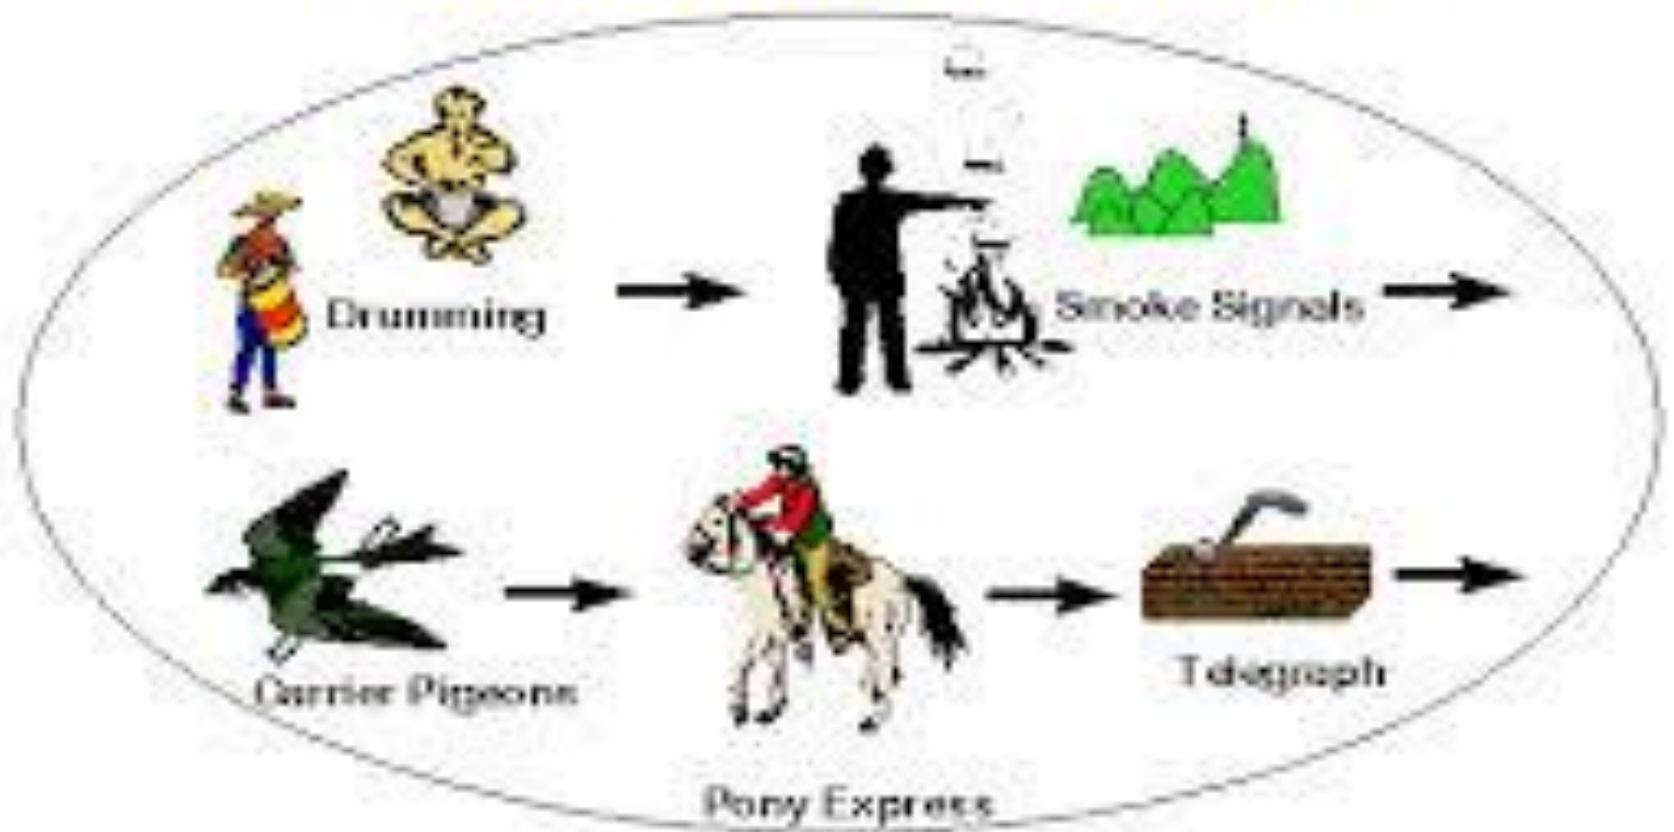 Drumming
Smoke Signals
Carrier Pigeons
Telegraph
Pony Express